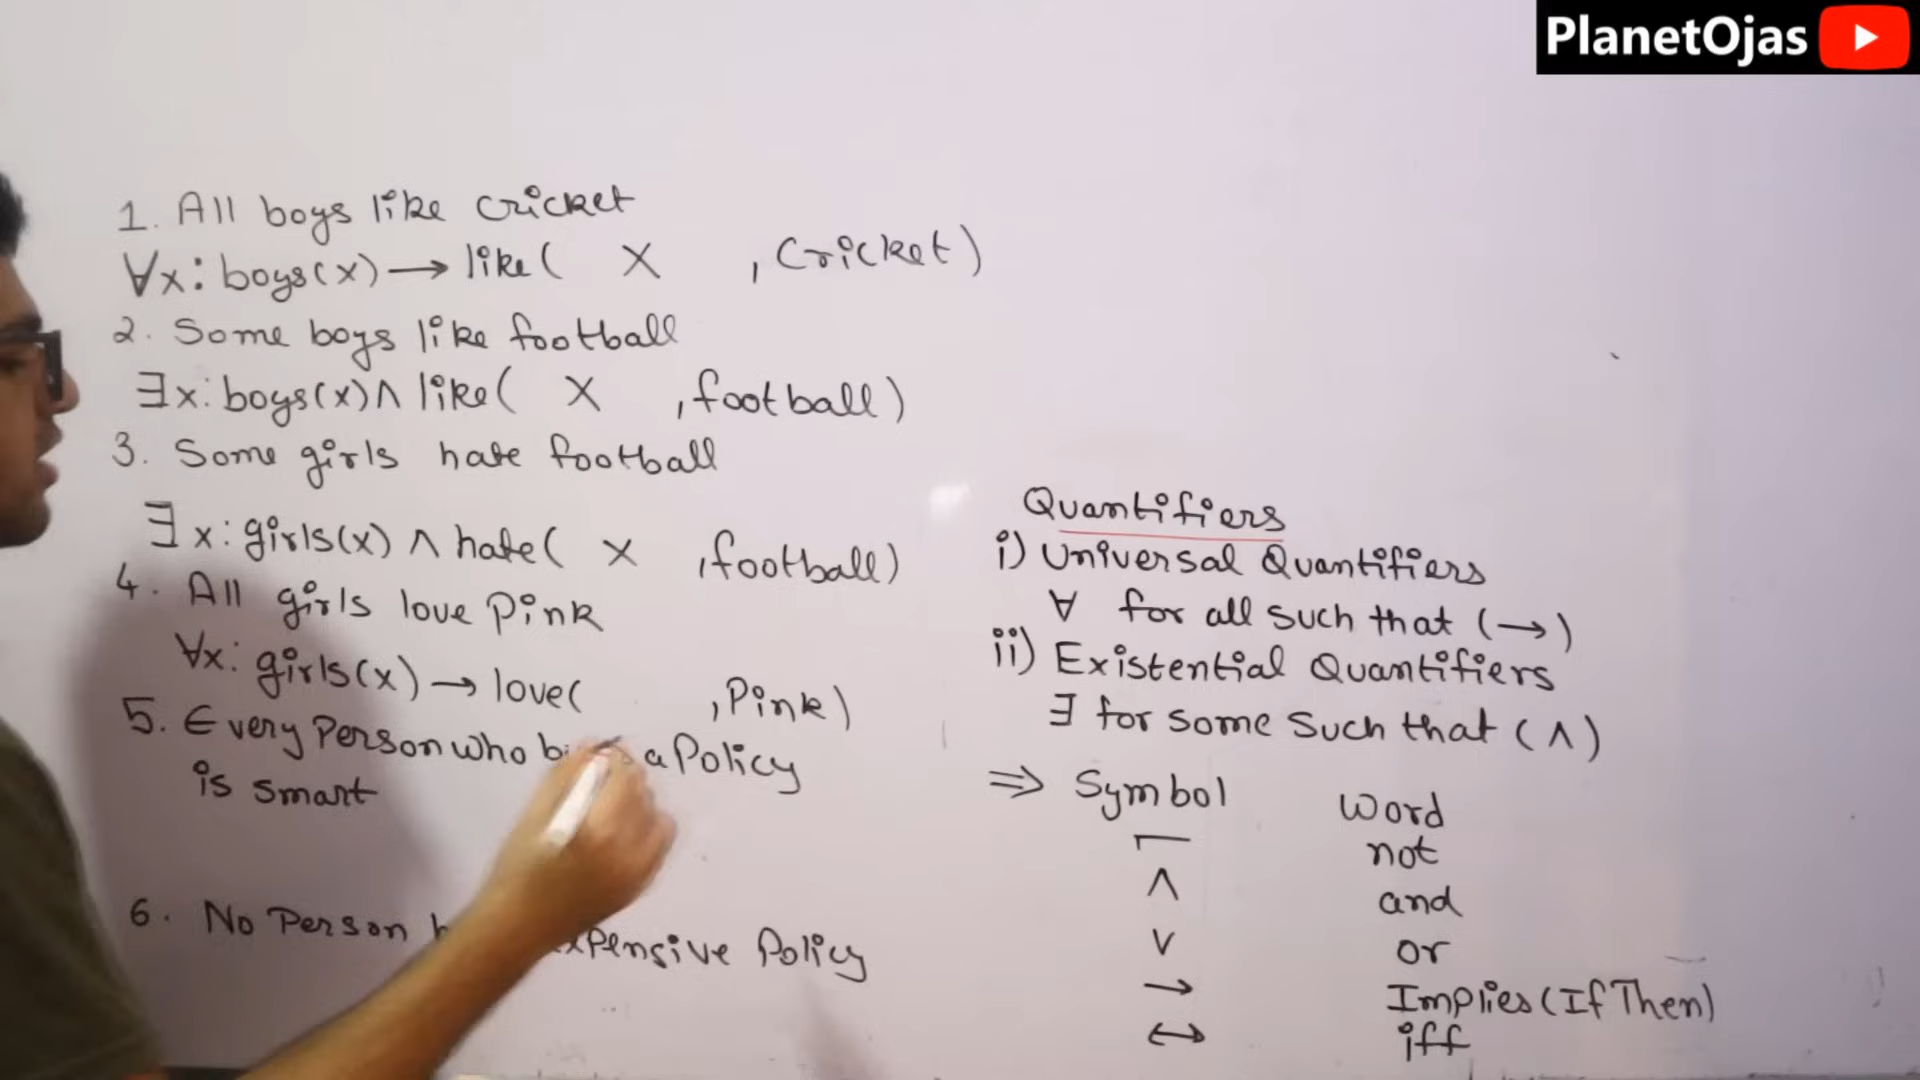 PlanetOjas
1. All boys like cricket
∀x: boys(x) → like( X , Cricket)
2. Some boys like football
∃x: boys(x) ∧ like( X , football)
3. Some girls hate football
∃x: girls(x) ∧ hate( X , football)
4. All girls love Pink
∀x: girls(x) → love( , Pink)
5. Every Person who a Policy
is smart
6. No Person Policy
Quantifiers
i) Universal Quantifiers
∀ for all such that (→)
ii) Existential Quantifiers
∃ for some Such that (∧)
⇒ Symbol Word
¬ not
∧ and
∨ or
→ Implies (If Then)
↔ iff